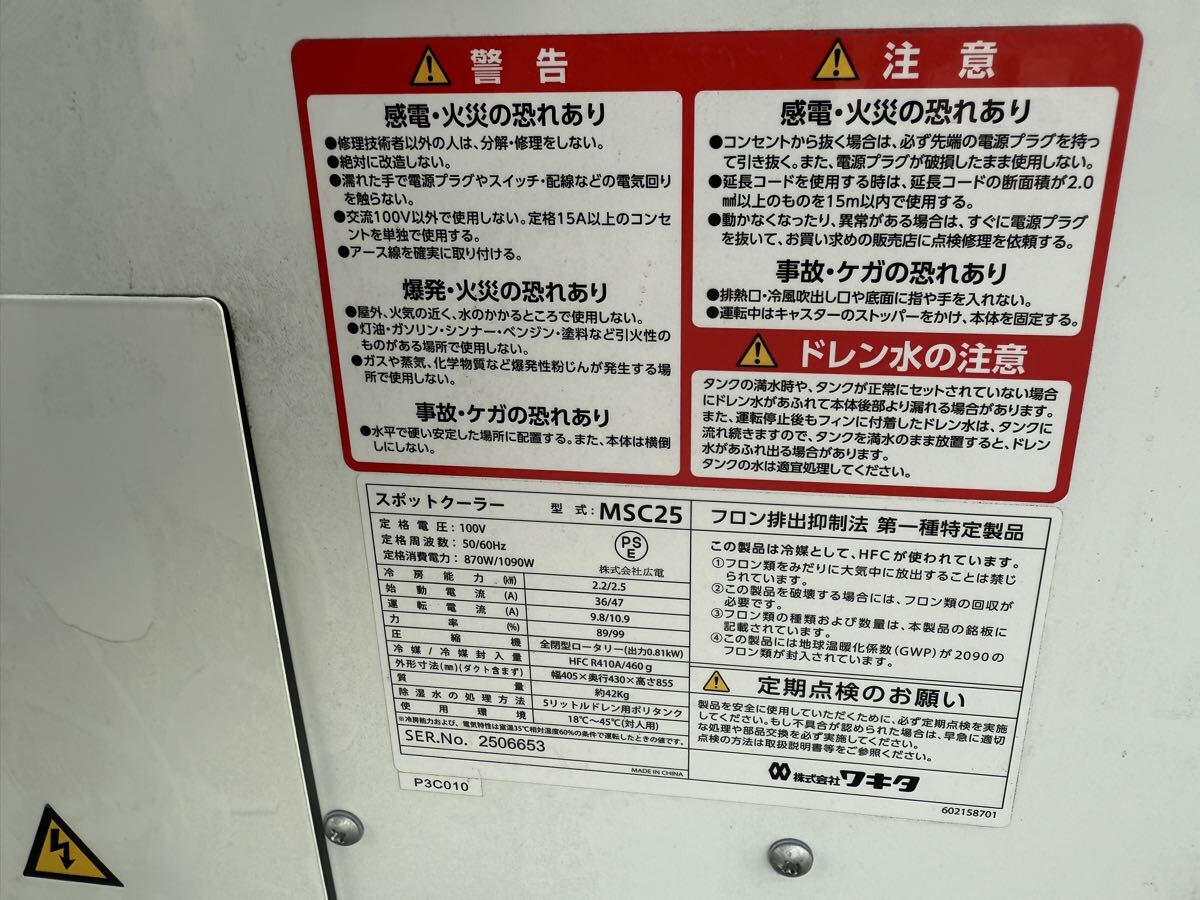 警告
感電・火災の恐れあり
●修理技術者以外の人は、分解・修理をしない。
●絶対に改造しない。
●濡れた手で電源プラグやスイッチ・配線などの電気回り
を触らない。
●交流100V以外で使用しない。定格15A以上のコンセ
ントを単独で使用する。
●アース線を確実に取り付ける。
爆発・火災の恐れあり
●屋外、火気の近く、水のかかるところで使用しない。
●灯油・ガソリン・シンナー・ベンジン・塗料など引火性の
ものがある場所で使用しない。
●ガスや蒸気、化学物質など爆発性粉じんが発生する場
所で使用しない。
事故・ケガの恐れあり
●水平で硬い安定した場所に配置する。また、本体は横倒
しにしない。
注意
感電・火災の恐れあり
●コンセントから抜く場合は、必ず先端の電源プラグを持っ
て引き抜く。また、電源プラグが破損したまま使用しない。
●延長コードを使用する時は、延長コードの断面積が2.0
㎟以上のものを15m以内で使用する。
●動かなくなったり、異常がある場合は、すぐに電源プラグ
を抜いて、お買い求めの販売店に点検修理を依頼する。
事故・ケガの恐れあり
●排熱口・冷風吹出し口や底面に指や手を入れない。
●運転中はキャスターのストッパーをかけ、本体を固定する。
ドレン水の注意
タンクの満水時や、タンクが正常にセットされていない場合
にドレン水があふれて本体後部より漏れる場合があります。
また、運転停止後もフィンに付着したドレン水は、タンクに
流れ続きますので、タンクを満水のまま放置すると、ドレン
水があふれ出る場合があります。
タンクの水は適宜処理してください。
スポットクーラー 型式：MSC25
定格電圧：100V
定格周波数：50/60Hz
定格消費電力：870W/1090W
PS
E
株式会社広電
冷房能力(kW) 2.2/2.5
始動電流(A) 36/47
運転電流(A) 9.8/10.9
力率(%) 89/99
圧縮機 全閉型ロータリー(出力0.81kW)
冷媒/冷媒封入量 HFC R410A/460g
外形寸法(㎜)(ダクト含まず) 幅405×奥行430×高さ855
質量 約42Kg
除湿水の処理方法 5リットルドレン用ポリタンク
使用環境 18℃～45℃(対人用)
※冷房能力および、電気特性は室温35℃相対湿度60%の条件で運転したときの値です。
SER.No. 2506653
MADE IN CHINA
P3C010
フロン排出抑制法 第一種特定製品
この製品は冷媒として、HFCが使われています。
①フロン類をみだりに大気中に放出することは禁じ
られています。
②この製品を破壊する場合には、フロン類の回収が
必要です。
③フロン類の種類および数量は、本製品の銘板に
記載されています。
④この製品には地球温暖化係数(GWP)が2090の
フロン類が封入されています。
定期点検のお願い
製品を安全に使用していただくために、必ず定期点検を実施
してください。もし不具合が認められた場合は、早急に適切
な処理や部品交換を必ず実施してください。
点検の方法は取扱説明書等をご参照ください。
株式会社ワキタ
602158701